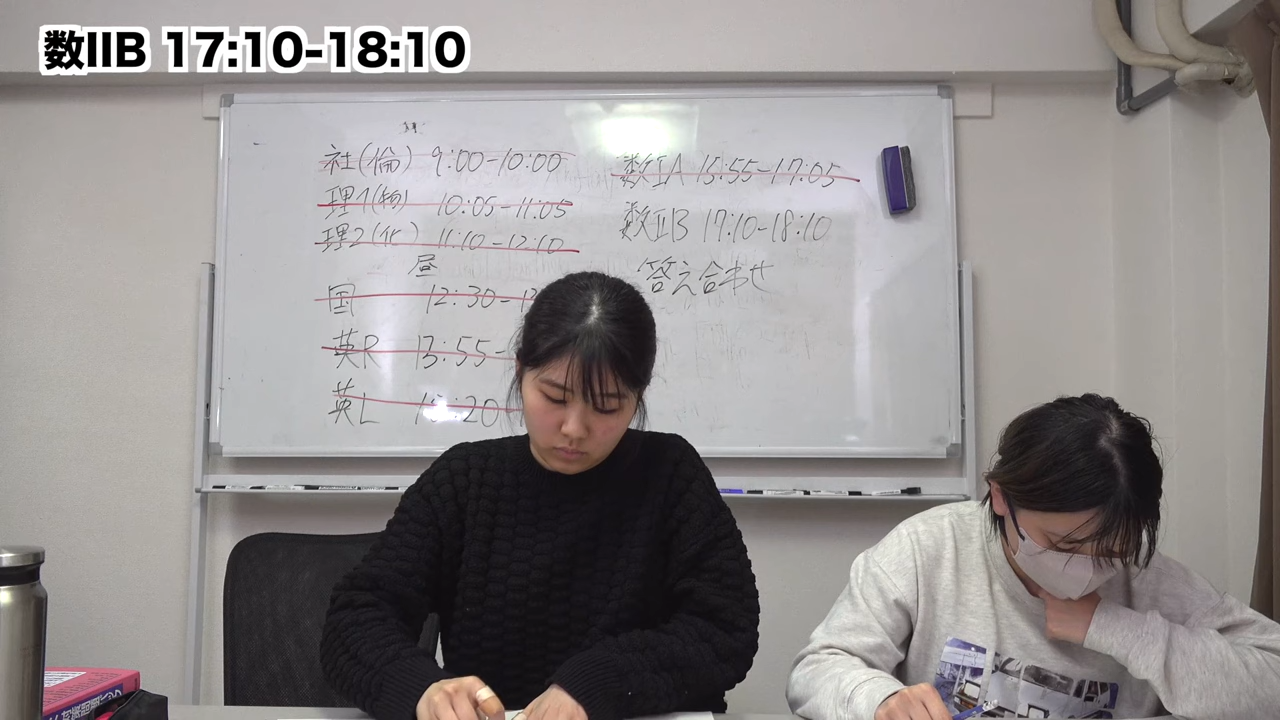 数IIB 17:10-18:10
社(倫) 9:00-10:00
理1(物) 10:05-11:05
理2(化) 11:10-12:10
昼
国 12:30-
英R 13:55-
英L
数ⅠA 15:55-17:05
数ⅡB 17:10-18:10
答え合わせ